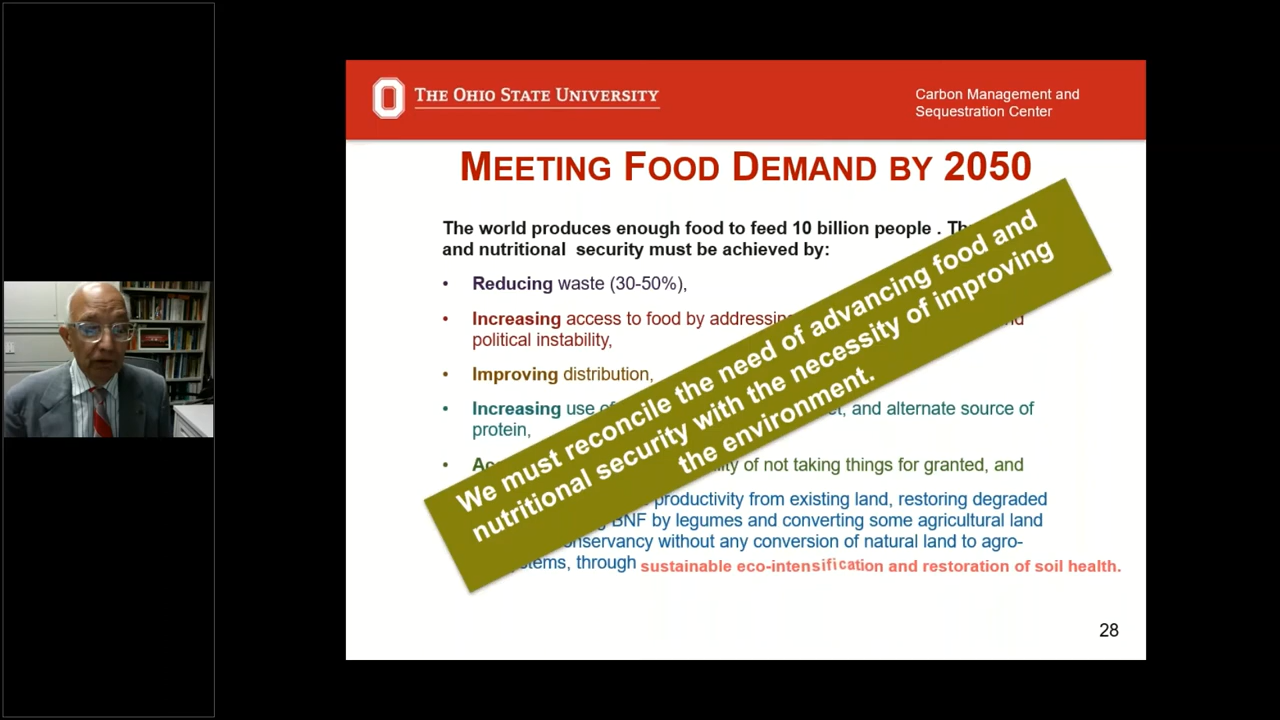 THE OHIO STATE UNIVERSITY
Carbon Management and
Sequestration Center
MEETING FOOD DEMAND BY 2050
The world produces enough food to feed 10 billion people .
and nutritional security must be achieved by:
• Reducing waste (30-50%),
• Increasing access to food by addressing
political instability,
• Improving distribution,
• Increasing use and alternate source of
protein,
• of not taking things for granted, and
productivity from existing land, restoring degraded
BNF by legumes and converting some agricultural land
without any conversion of natural land to agro-
through sustainable eco-intensification and restoration of soil health.
We must reconcile the need of advancing food and
nutritional security with the necessity of improving
the environment.
28